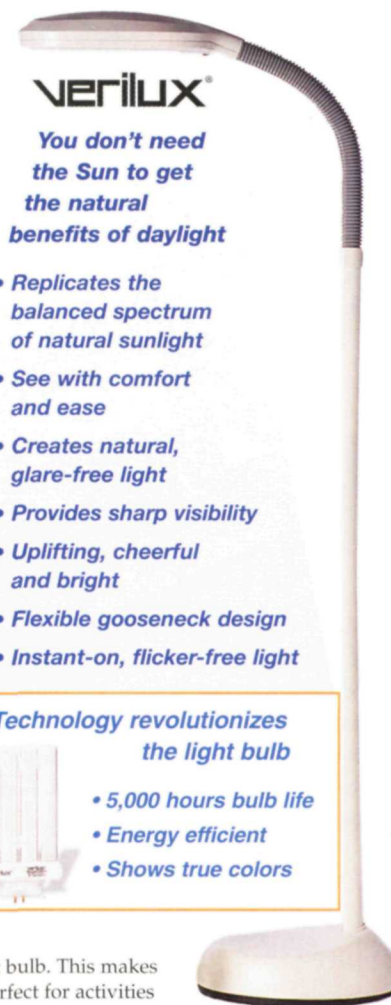 verilux®
You don't need
the Sun to get
the natural
benefits of daylight
• Replicates the
balanced spectrum
of natural sunlight
• See with comfort
and ease
• Creates natural,
glare-free light
• Provides sharp visibility
• Uplifting, cheerful
and bright
• Flexible gooseneck design
• Instant-on, flicker-free light
Technology revolutionizes
the light bulb
• 5,000 hours bulb life
• Energy efficient
• Shows true colors
bulb. This makes
perfect for activities